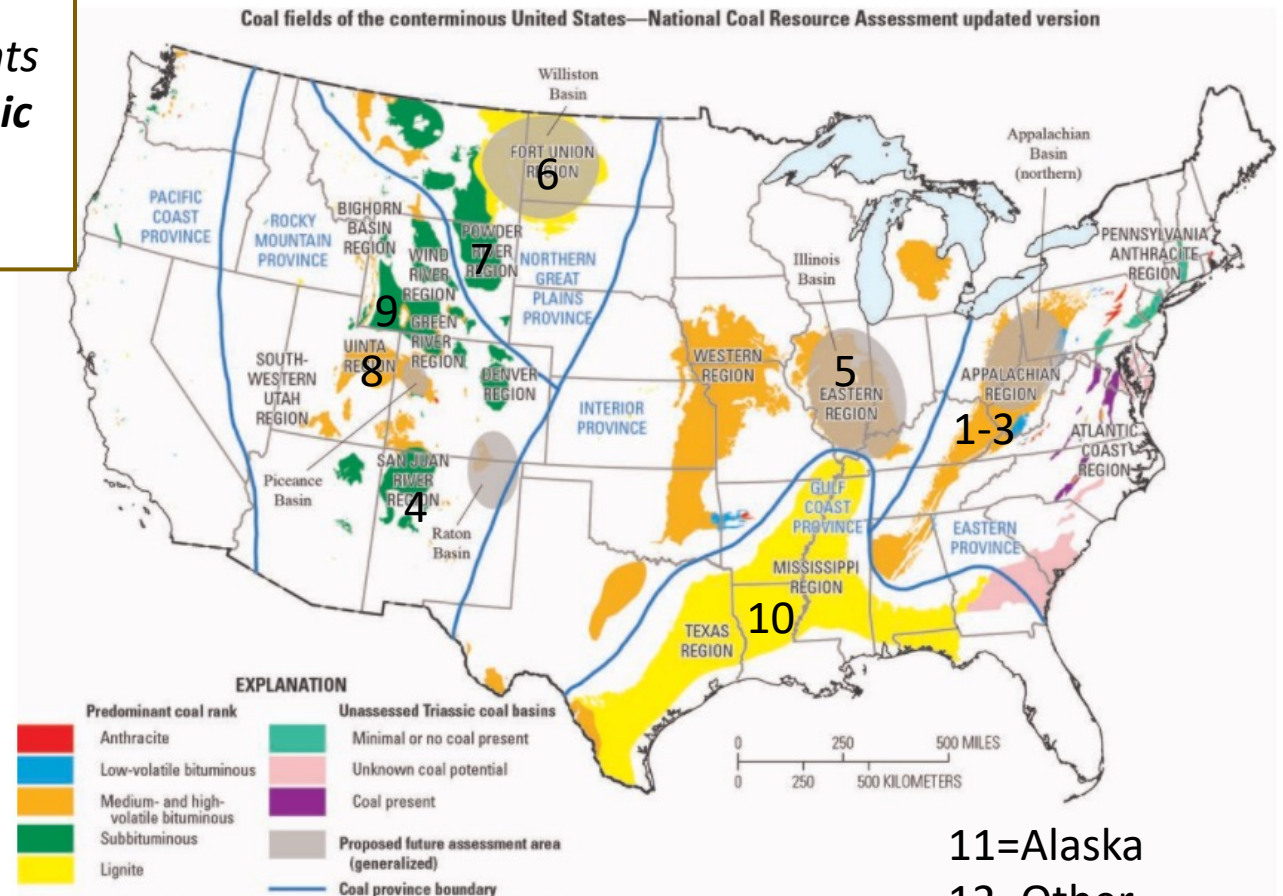 nts
ic
Coal fields of the conterminous United States—National Coal Resource Assessment updated version
Williston
Basin
FORT UNION
REGION
6
Appalachian
Basin
(northern)
PACIFIC
COAST
PROVINCE
ROCKY
MOUNTAIN
PROVINCE
BIGHORN
BASIN
REGION
WIND
RIVER
REGION
POWDER
RIVER
REGION
7
NORTHERN
GREAT
PLAINS
PROVINCE
Illinois
Basin
PENNSYLVANIA
ANTHRACITE
REGION
9
GREEN
RIVER
REGION
UINTA
REGION
8
SOUTH-
WESTERN
UTAH
REGION
DENVER
REGION
WESTERN
REGION
5
EASTERN
REGION
APPALACHIAN
REGION
1-3
INTERIOR
PROVINCE
ATLANTIC
COAST
REGION
Piceance
Basin
SAN JUAN
RIVER
REGION
4
Raton
Basin
GULF
COAST
PROVINCE
EASTERN
PROVINCE
MISSISSIPPI
REGION
10
TEXAS
REGION
EXPLANATION
Predominant coal rank
Anthracite
Low-volatile bituminous
Medium- and high-
volatile bituminous
Subbituminous
Lignite
Unassessed Triassic coal basins
Minimal or no coal present
Unknown coal potential
Coal present
Proposed future assessment area
(generalized)
Coal province boundary
0 250 500 MILES
0 250 500 KILOMETERS
11=Alaska